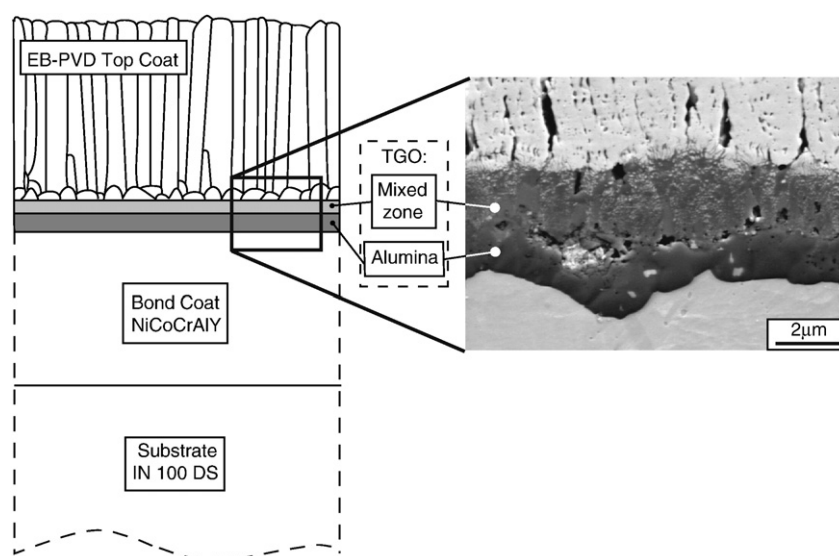 EB-PVD Top Coat
TGO:
Mixed
zone
Alumina
Bond Coat
NiCoCrAlY
2μm
Substrate
IN 100 DS